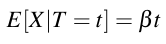 E[X|T = t] = βt